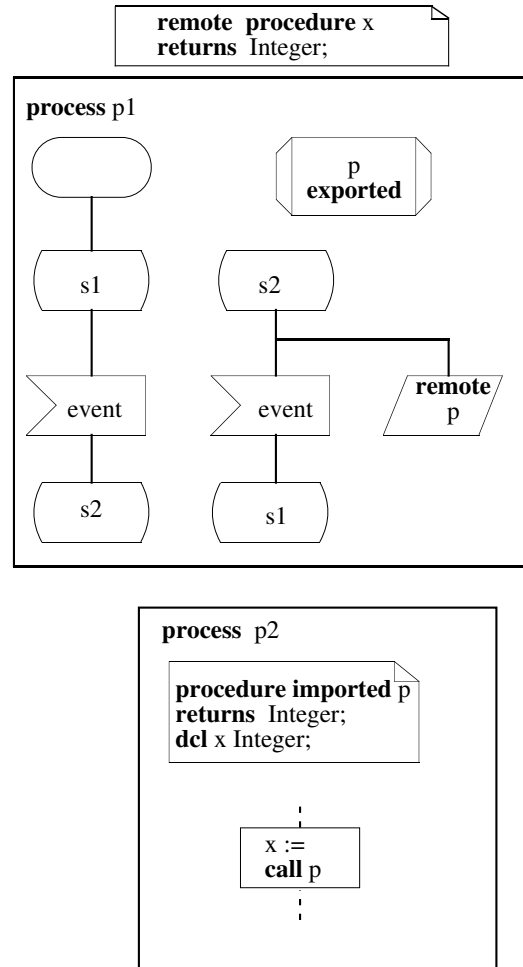 remote procedure x
returns Integer;
process p1
p
exported
s1
s2
event
event
remote
p
s2
s1
process p2
procedure imported p
returns Integer;
dcl x Integer;
x :=
call p